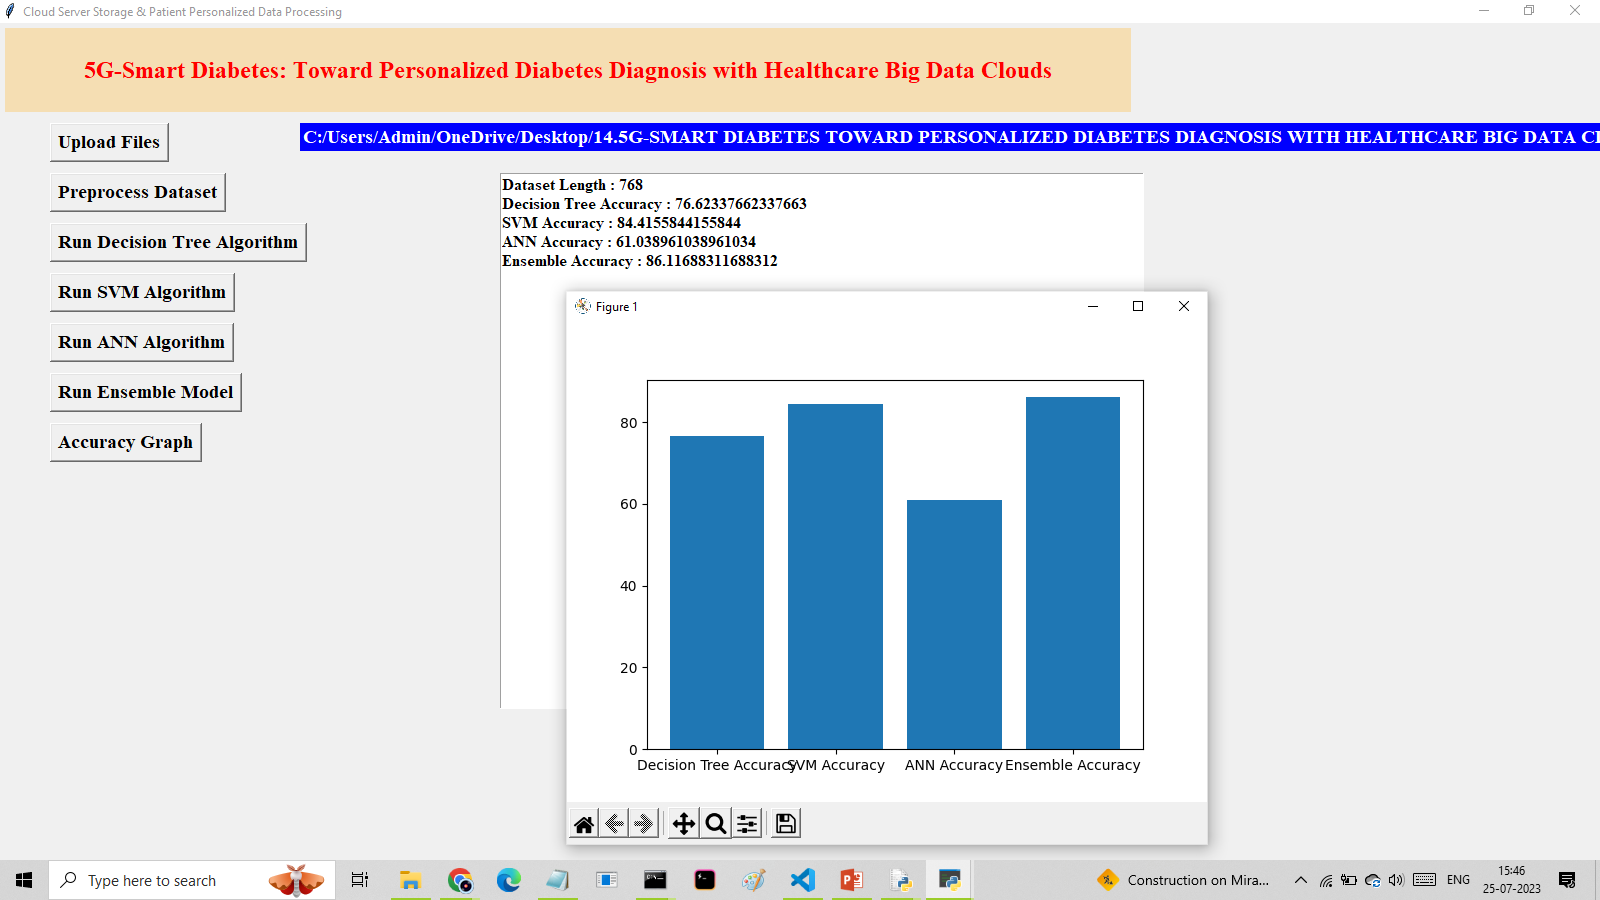 Cloud Server Storage & Patient Personalized Data Processing
5G-Smart Diabetes: Toward Personalized Diabetes Diagnosis with Healthcare Big Data Clouds
Upload Files
C:/Users/Admin/OneDrive/Desktop/14.5G-SMART DIABETES TOWARD PERSONALIZED DIABETES DIAGNOSIS WITH HEALTHCARE BIG DATA
Preprocess Dataset
Run Decision Tree Algorithm
Run SVM Algorithm
Run ANN Algorithm
Run Ensemble Model
Accuracy Graph
Dataset Length : 768
Decision Tree Accuracy : 76.62337662337663
SVM Accuracy : 84.4155844155844
ANN Accuracy : 61.038961038961034
Ensemble Accuracy : 86.11688311688312
Figure 1
80
60
40
20
0
Decision Tree Accuracy SVM Accuracy ANN Accuracy Ensemble Accuracy
Type here to search
Construction on Mira...
ENG
15:46
25-07-2023